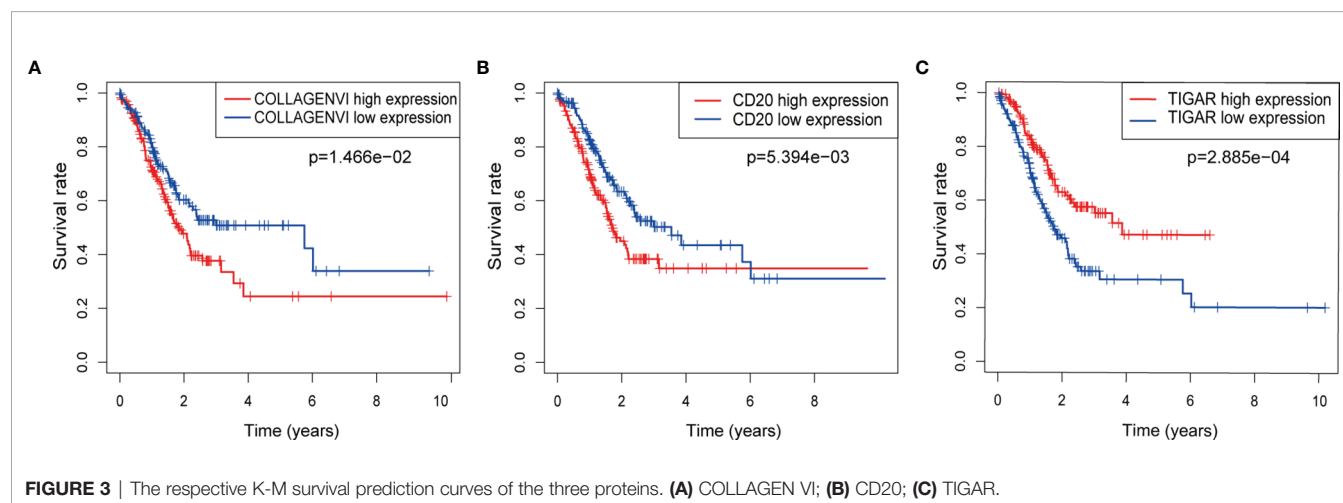 A
COLLAGENVI high expression
COLLAGENVI low expression
p=1.466e−02
Survival rate
1.0
0.8
0.6
0.4
0.2
0.0
0 2 4 6 8 10
Time (years)
B
CD20 high expression
CD20 low expression
p=5.394e−03
Survival rate
1.0
0.8
0.6
0.4
0.2
0.0
0 2 4 6 8
Time (years)
C
TIGAR high expression
TIGAR low expression
p=2.885e−04
Survival rate
1.0
0.8
0.6
0.4
0.2
0.0
0 2 4 6 8 10
Time (years)
FIGURE 3 | The respective K-M survival prediction curves of the three proteins. (A) COLLAGEN VI; (B) CD20; (C) TIGAR.